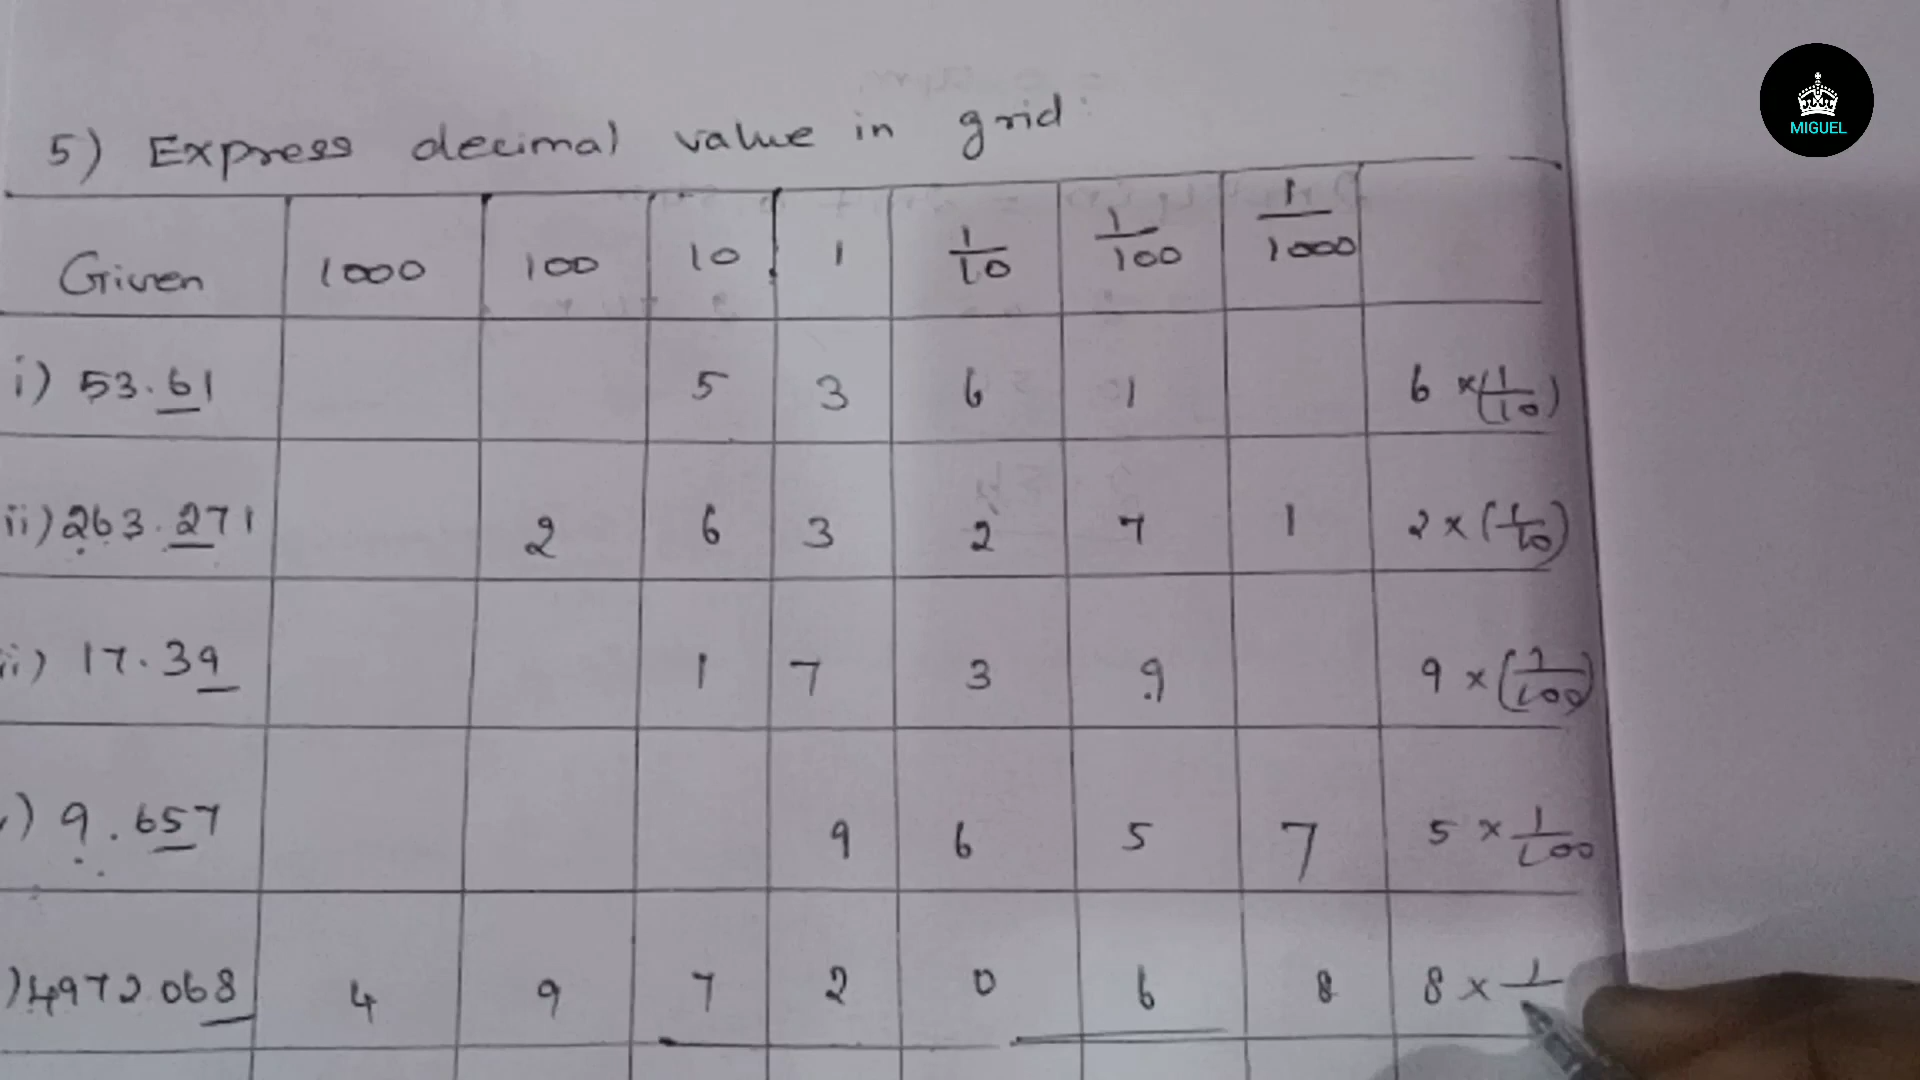 MIGUEL
5) Express decimal value in grid
Given 1000 100 10 1 1/10 1/100 1/1000
i) 53.61 5 3 6 1 6 × (1/10)
ii) 263.271 2 6 3 2 7 1 2 × (1/10)
ii) 17.39 1 7 3 9 9 × (1/100)
) 9.657 9 6 5 7 5 × 1/100
) 4972.068 4 9 7 2 0 6 8 8 × 1/